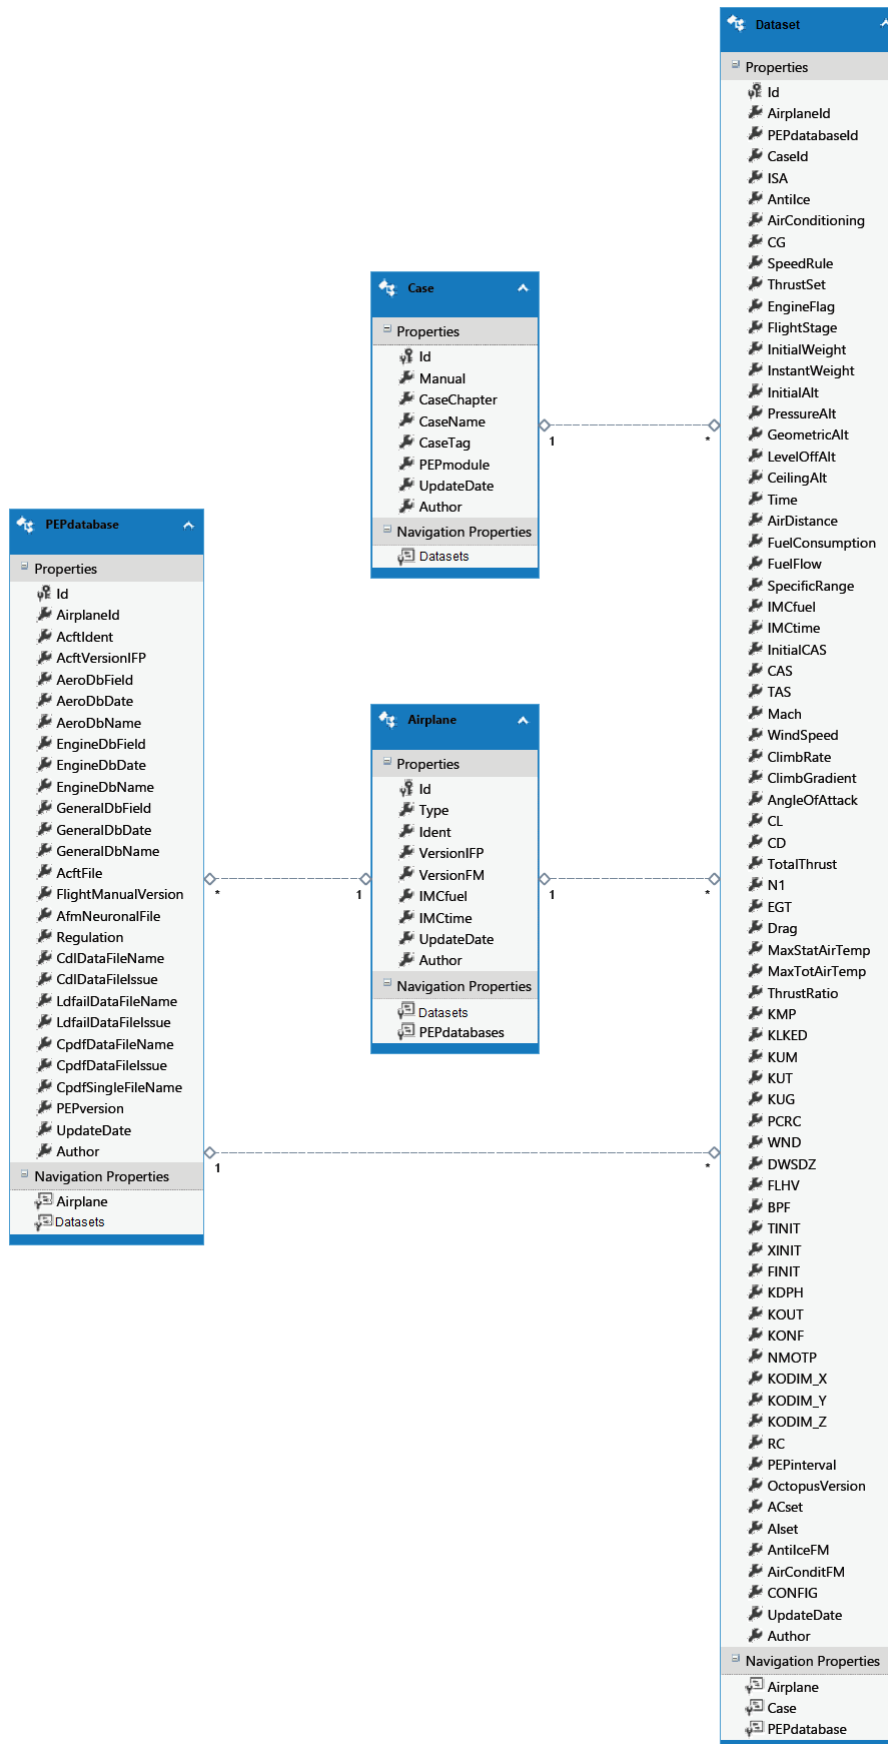 Dataset
Properties
Id
AirplaneId
PEPdatabaseId
CaseId
ISA
AntiIce
AirConditioning
CG
SpeedRule
ThrustSet
EngineFlag
FlightStage
InitialWeight
InstantWeight
InitialAlt
PressureAlt
GeometricAlt
LevelOffAlt
CeilingAlt
Time
AirDistance
FuelConsumption
FuelFlow
SpecificRange
IMCfuel
IMCtime
InitialCAS
CAS
TAS
Mach
WindSpeed
ClimbRate
ClimbGradient
AngleOfAttack
CL
CD
TotalThrust
N1
EGT
Drag
MaxStatAirTemp
MaxTotAirTemp
ThrustRatio
KMP
KLKED
KUM
KUT
KUG
PCRC
WND
DWSDZ
FLHV
BPF
TINIT
XINIT
FINIT
KDPH
KOUT
KONF
NMOTP
KODIM_X
KODIM_Y
KODIM_Z
RC
PEPinterval
OctopusVersion
ACset
AIset
AntiIceFM
AirConditFM
CONFIG
UpdateDate
Author
Navigation Properties
Airplane
Case
PEPdatabase
Case
Properties
Id
Manual
CaseChapter
CaseName
CaseTag
PEPmodule
UpdateDate
Author
Navigation Properties
Datasets
1
*
PEPdatabase
Properties
Id
AirplaneId
AcftIdent
AcftVersionIFP
AeroDbField
AeroDbDate
AeroDbName
EngineDbField
EngineDbDate
EngineDbName
GeneralDbField
GeneralDbDate
GeneralDbName
AcftFile
FlightManualVersion
AfmNeuronalFile
Regulation
CdlDataFileName
CdlDataFileIssue
LdfailDataFileName
LdfailDataFileIssue
CpdfDataFileName
CpdfDataFileIssue
CpdfSingleFileName
PEPversion
UpdateDate
Author
Navigation Properties
Airplane
Datasets
*
1
Airplane
Properties
Id
Type
Ident
VersionIFP
VersionFM
IMCfuel
IMCtime
UpdateDate
Author
Navigation Properties
Datasets
PEPdatabases
1
*
1
*